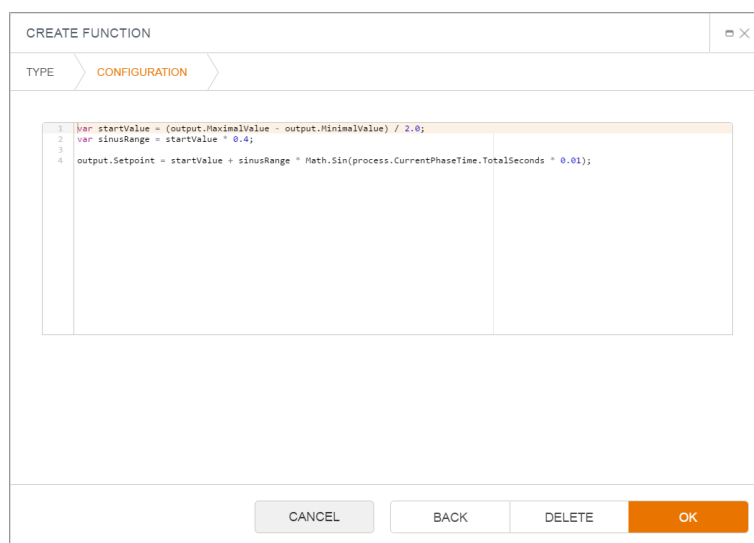 CREATE FUNCTION
TYPE
CONFIGURATION
1 var startValue = (output.MaximalValue - output.MinimalValue) / 2.0;
2 var sinusRange = startValue * 0.4;
3
4 output.Setpoint = startValue + sinusRange * Math.Sin(process.CurrentPhaseTime.TotalSeconds * 0.01);
CANCEL
BACK
DELETE
OK